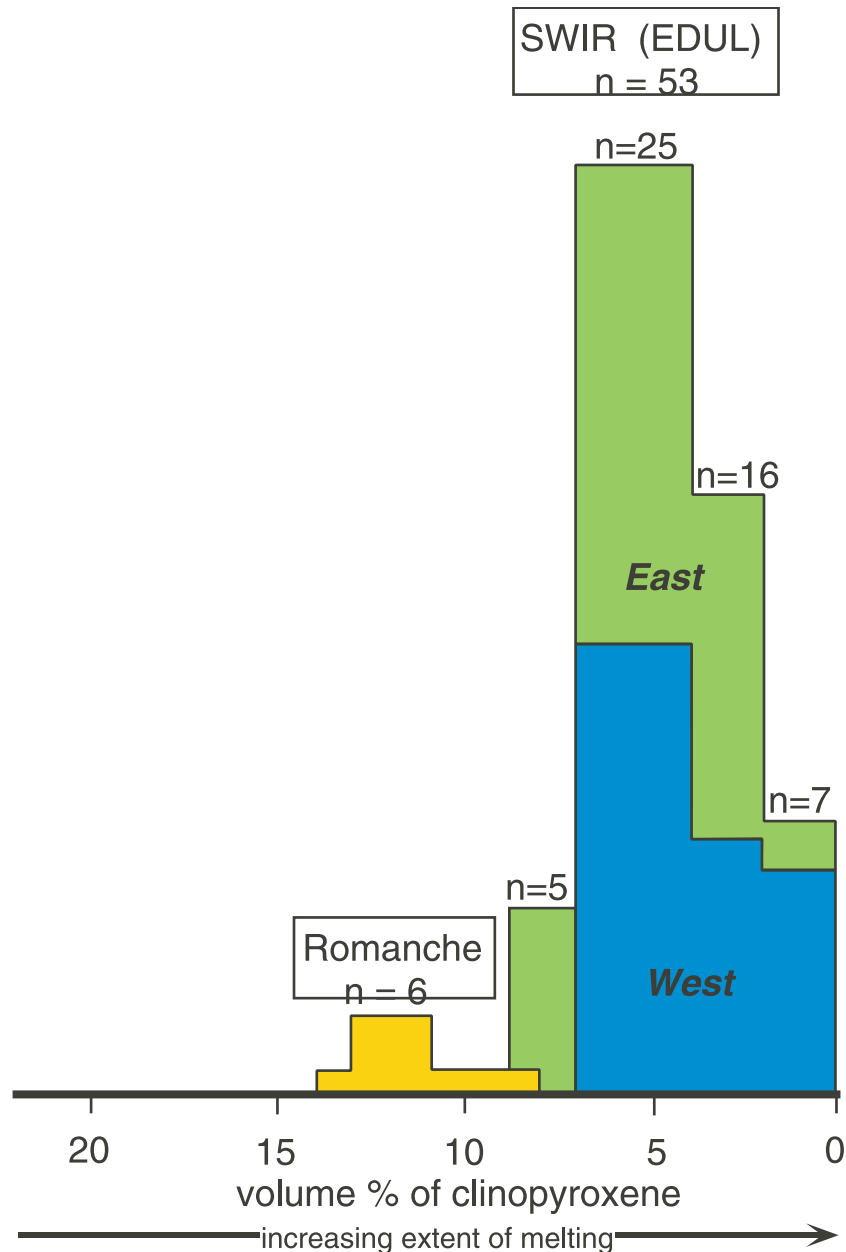 SWIR (EDUL)
n = 53
n=25
n=16
East
n=7
n=5
Romanche
n = 6
West
20 15 10 5 0
volume % of clinopyroxene
increasing extent of melting